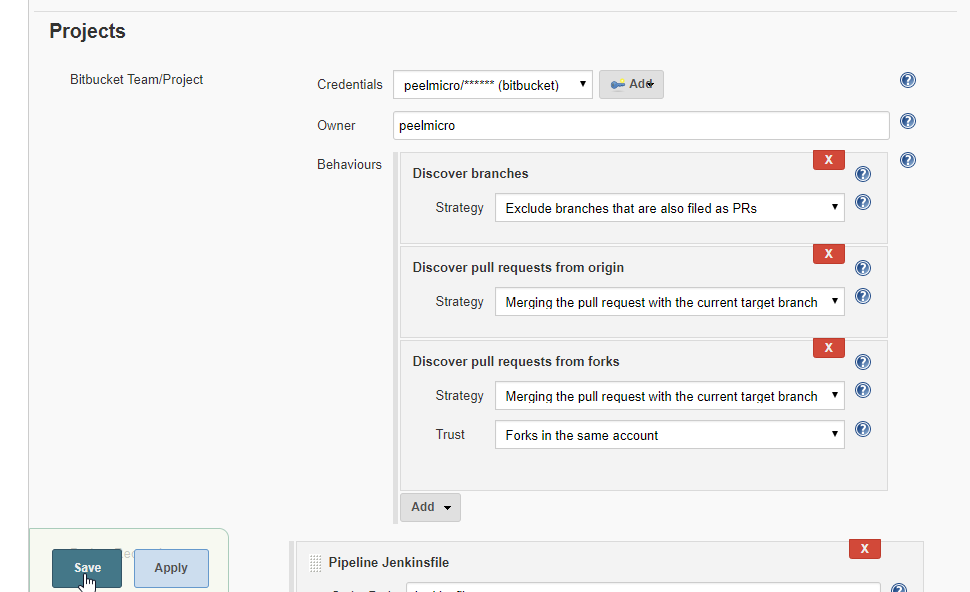 Projects
Bitbucket Team/Project
Credentials
peelmicro/****** (bitbucket)
Add
Owner
peelmicro
Behaviours
X
Discover branches
Strategy
Exclude branches that are also filed as PRs
X
Discover pull requests from origin
Strategy
Merging the pull request with the current target branch
X
Discover pull requests from forks
Strategy
Merging the pull request with the current target branch
Trust
Forks in the same account
Add
Save
Apply
X
Pipeline Jenkinsfile